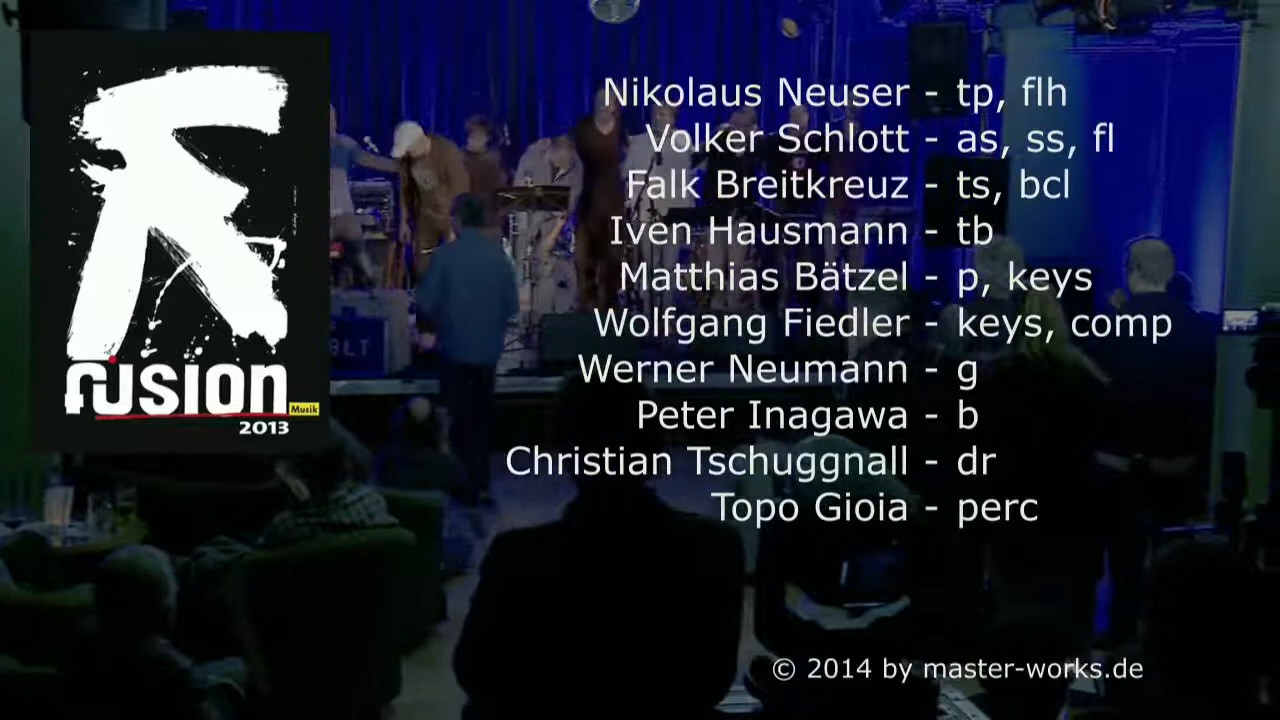 Nikolaus Neuser - tp, flh
Volker Schlott - as, ss, fl
Falk Breitkreuz - ts, bcl
Iven Hausmann - tb
Matthias Bätzel - p, keys
Wolfgang Fiedler - keys, comp
Werner Neumann - g
Peter Inagawa - b
Christian Tschuggnall - dr
Topo Gioia - perc
fusion
Musik
2013
© 2014 by master-works.de